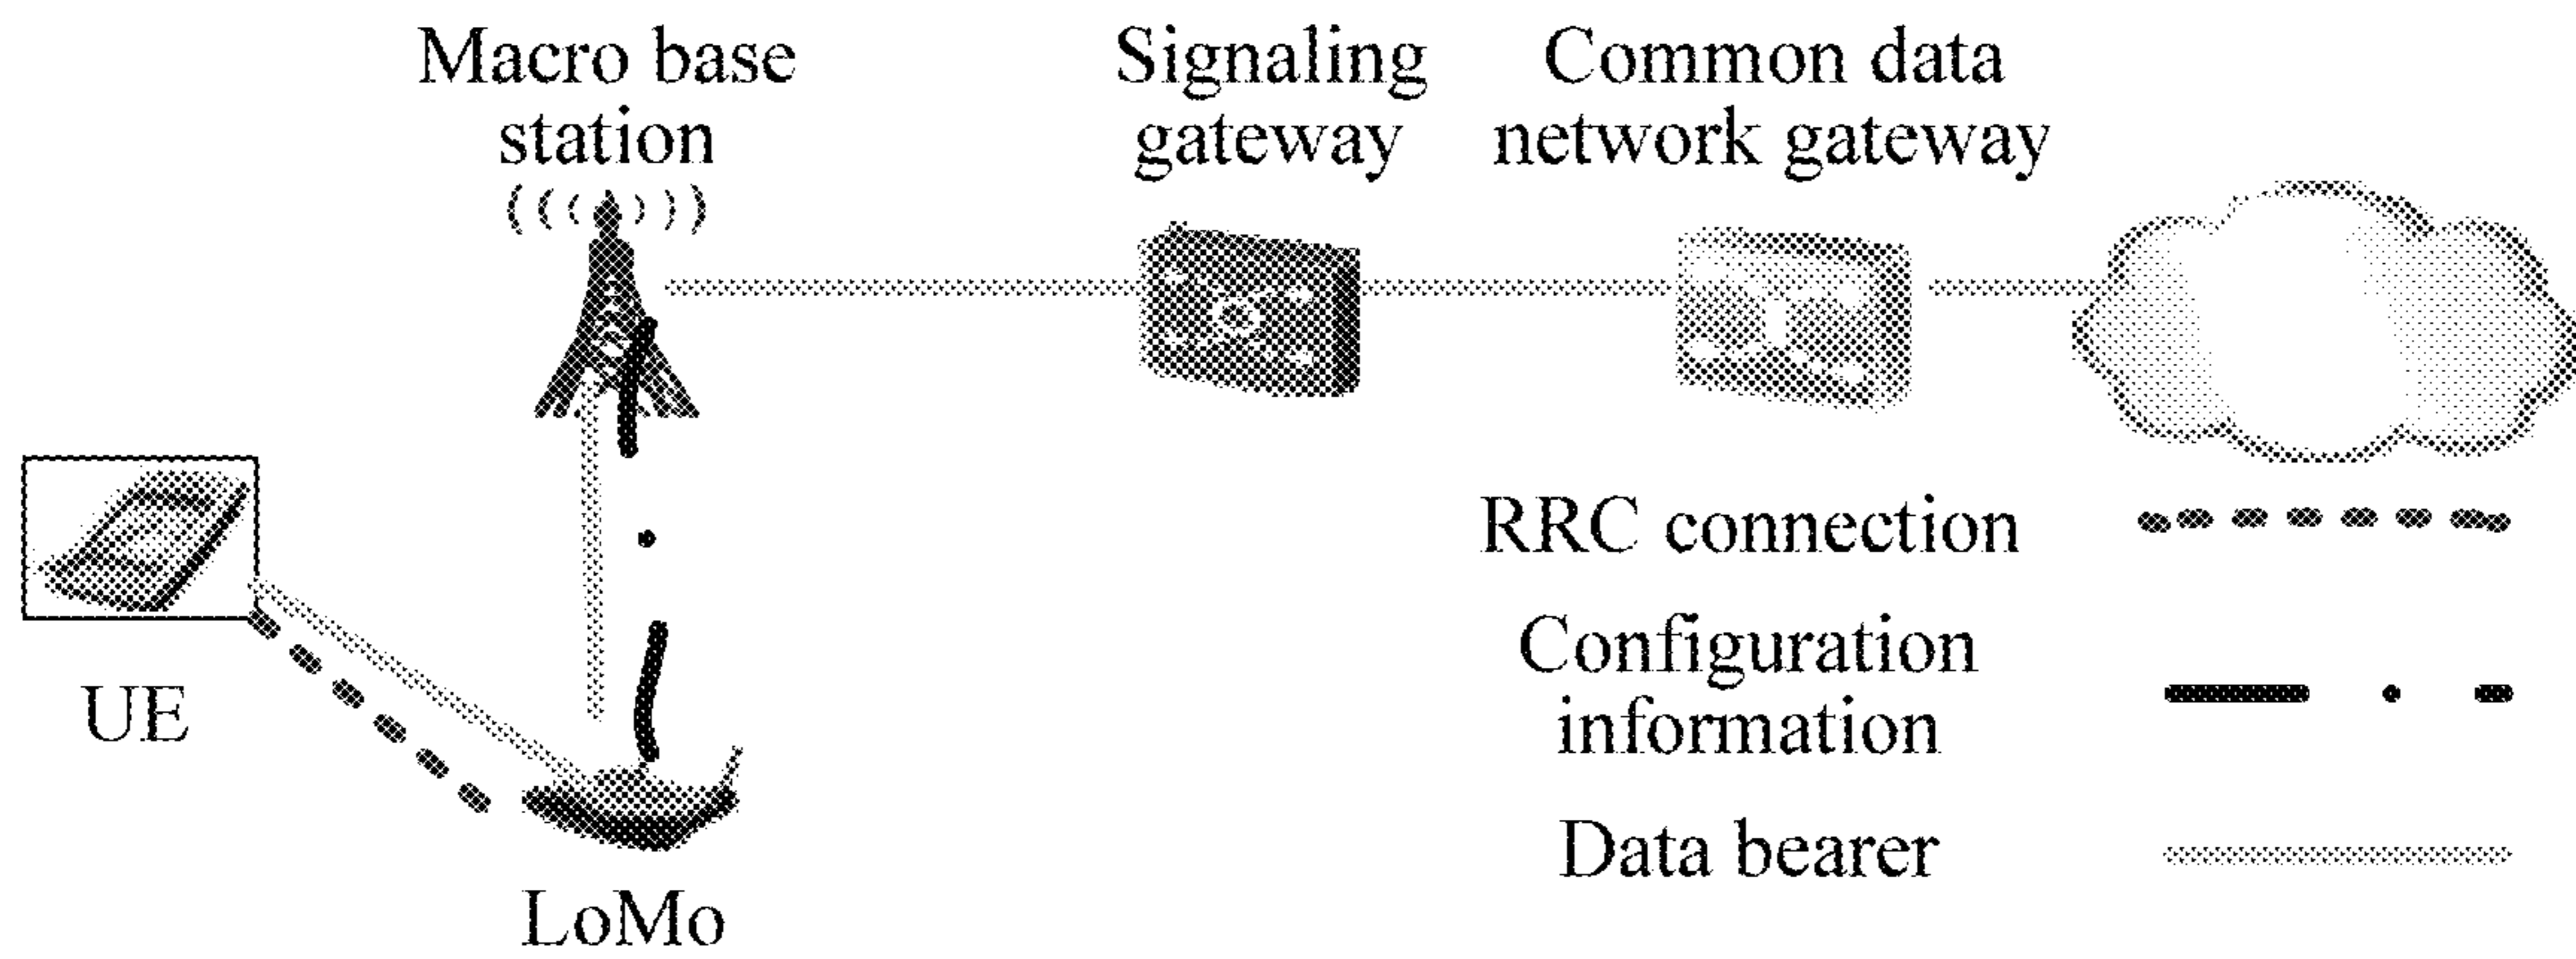 Macro base
station
Signaling
gateway
Common data
network gateway
UE
LoMo
RRC connection
Configuration
information
Data bearer